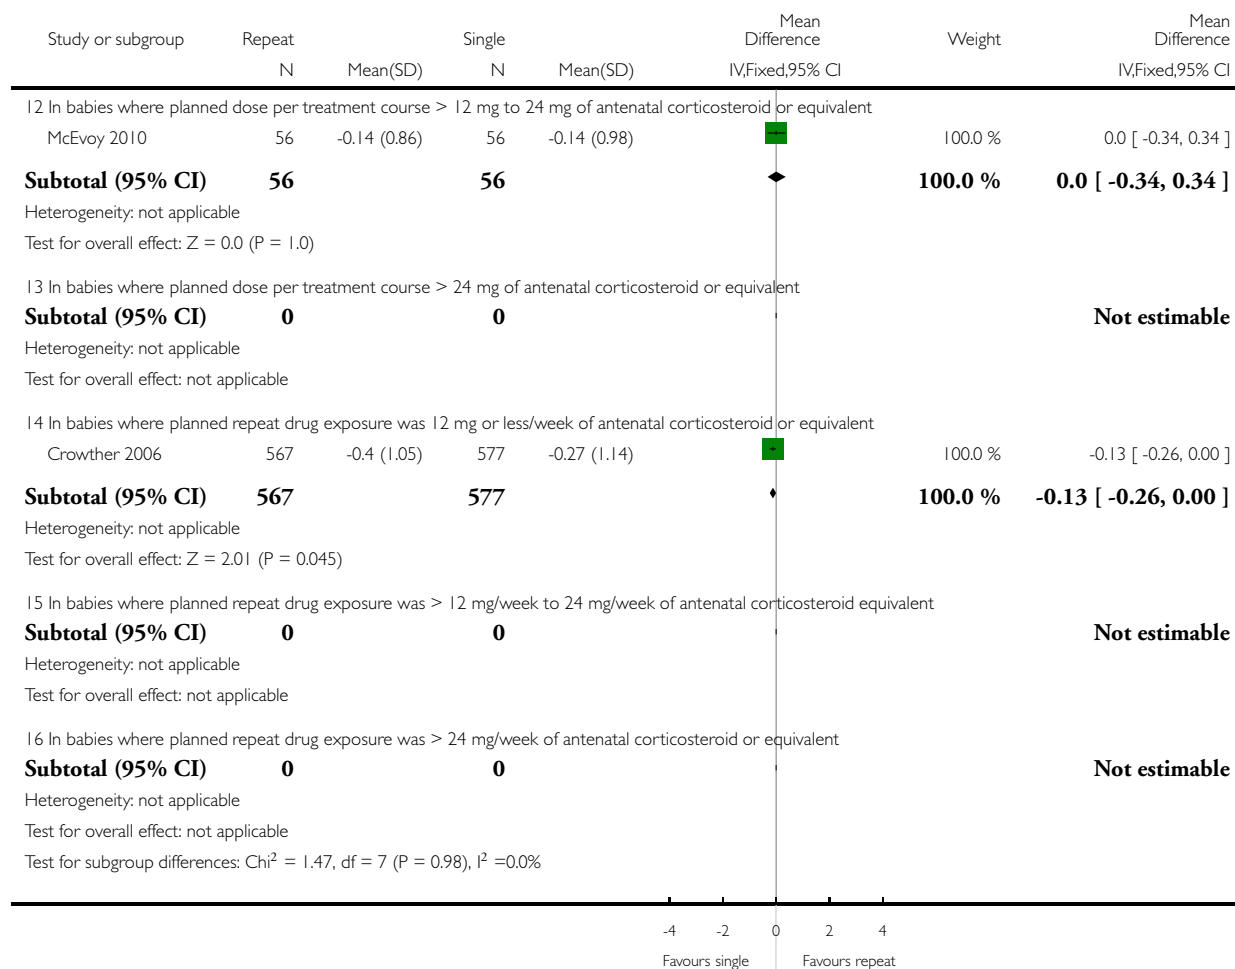 Study or subgroup Repeat Single Mean Difference Weight Mean Difference
N Mean(SD) N Mean(SD) IV,Fixed,95% CI IV,Fixed,95% CI
12 In babies where planned dose per treatment course > 12 mg to 24 mg of antenatal corticosteroid or equivalent
McEvoy 2010 56 -0.14 (0.86) 56 -0.14 (0.98) 100.0 % 0.0 [ -0.34, 0.34 ]
Subtotal (95% CI) 56 56 100.0 % 0.0 [ -0.34, 0.34 ]
Heterogeneity: not applicable
Test for overall effect: Z = 0.0 (P = 1.0)
13 In babies where planned dose per treatment course > 24 mg of antenatal corticosteroid or equivalent
Subtotal (95% CI) 0 0 Not estimable
Heterogeneity: not applicable
Test for overall effect: not applicable
14 In babies where planned repeat drug exposure was 12 mg or less/week of antenatal corticosteroid or equivalent
Crowther 2006 567 -0.4 (1.05) 577 -0.27 (1.14) 100.0 % -0.13 [ -0.26, 0.00 ]
Subtotal (95% CI) 567 577 100.0 % -0.13 [ -0.26, 0.00 ]
Heterogeneity: not applicable
Test for overall effect: Z = 2.01 (P = 0.045)
15 In babies where planned repeat drug exposure was > 12 mg/week to 24 mg/week of antenatal corticosteroid equivalent
Subtotal (95% CI) 0 0 Not estimable
Heterogeneity: not applicable
Test for overall effect: not applicable
16 In babies where planned repeat drug exposure was > 24 mg/week of antenatal corticosteroid or equivalent
Subtotal (95% CI) 0 0 Not estimable
Heterogeneity: not applicable
Test for overall effect: not applicable
Test for subgroup differences: Chi² = 1.47, df = 7 (P = 0.98), I² =0.0%
-4 -2 0 2 4
Favours single Favours repeat